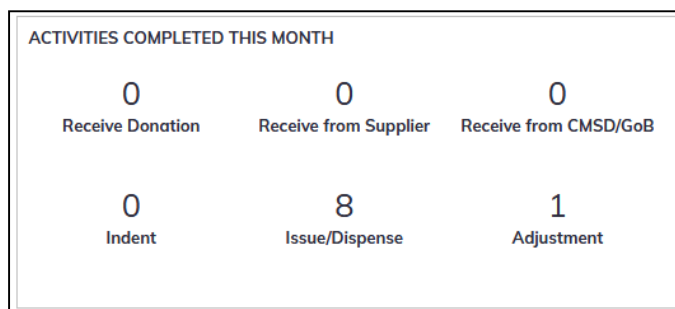 ACTIVITIES COMPLETED THIS MONTH
0 0 0
Receive Donation Receive from Supplier Receive from CMSD/GoB
0 8 1
Indent Issue/Dispense Adjustment